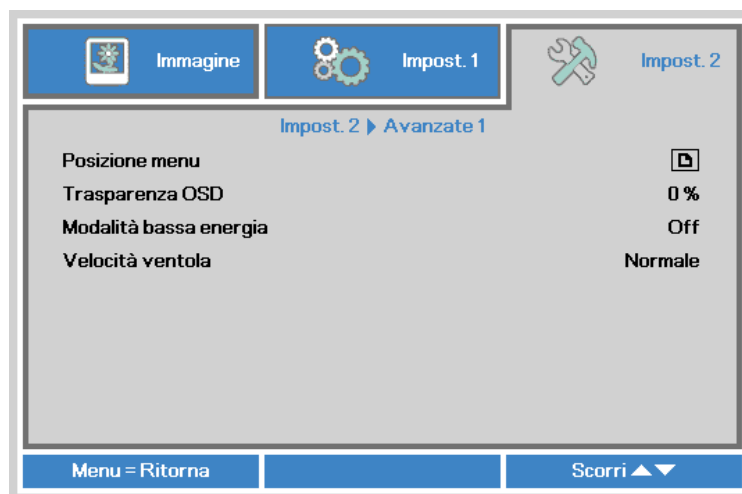 Immagine
Impost. 1
Impost. 2
Impost. 2 Avanzate 1
Posizione menu
Trasparenza OSD 0 %
Modalità bassa energia Off
Velocità ventola Normale
Menu = Ritorna Scorri